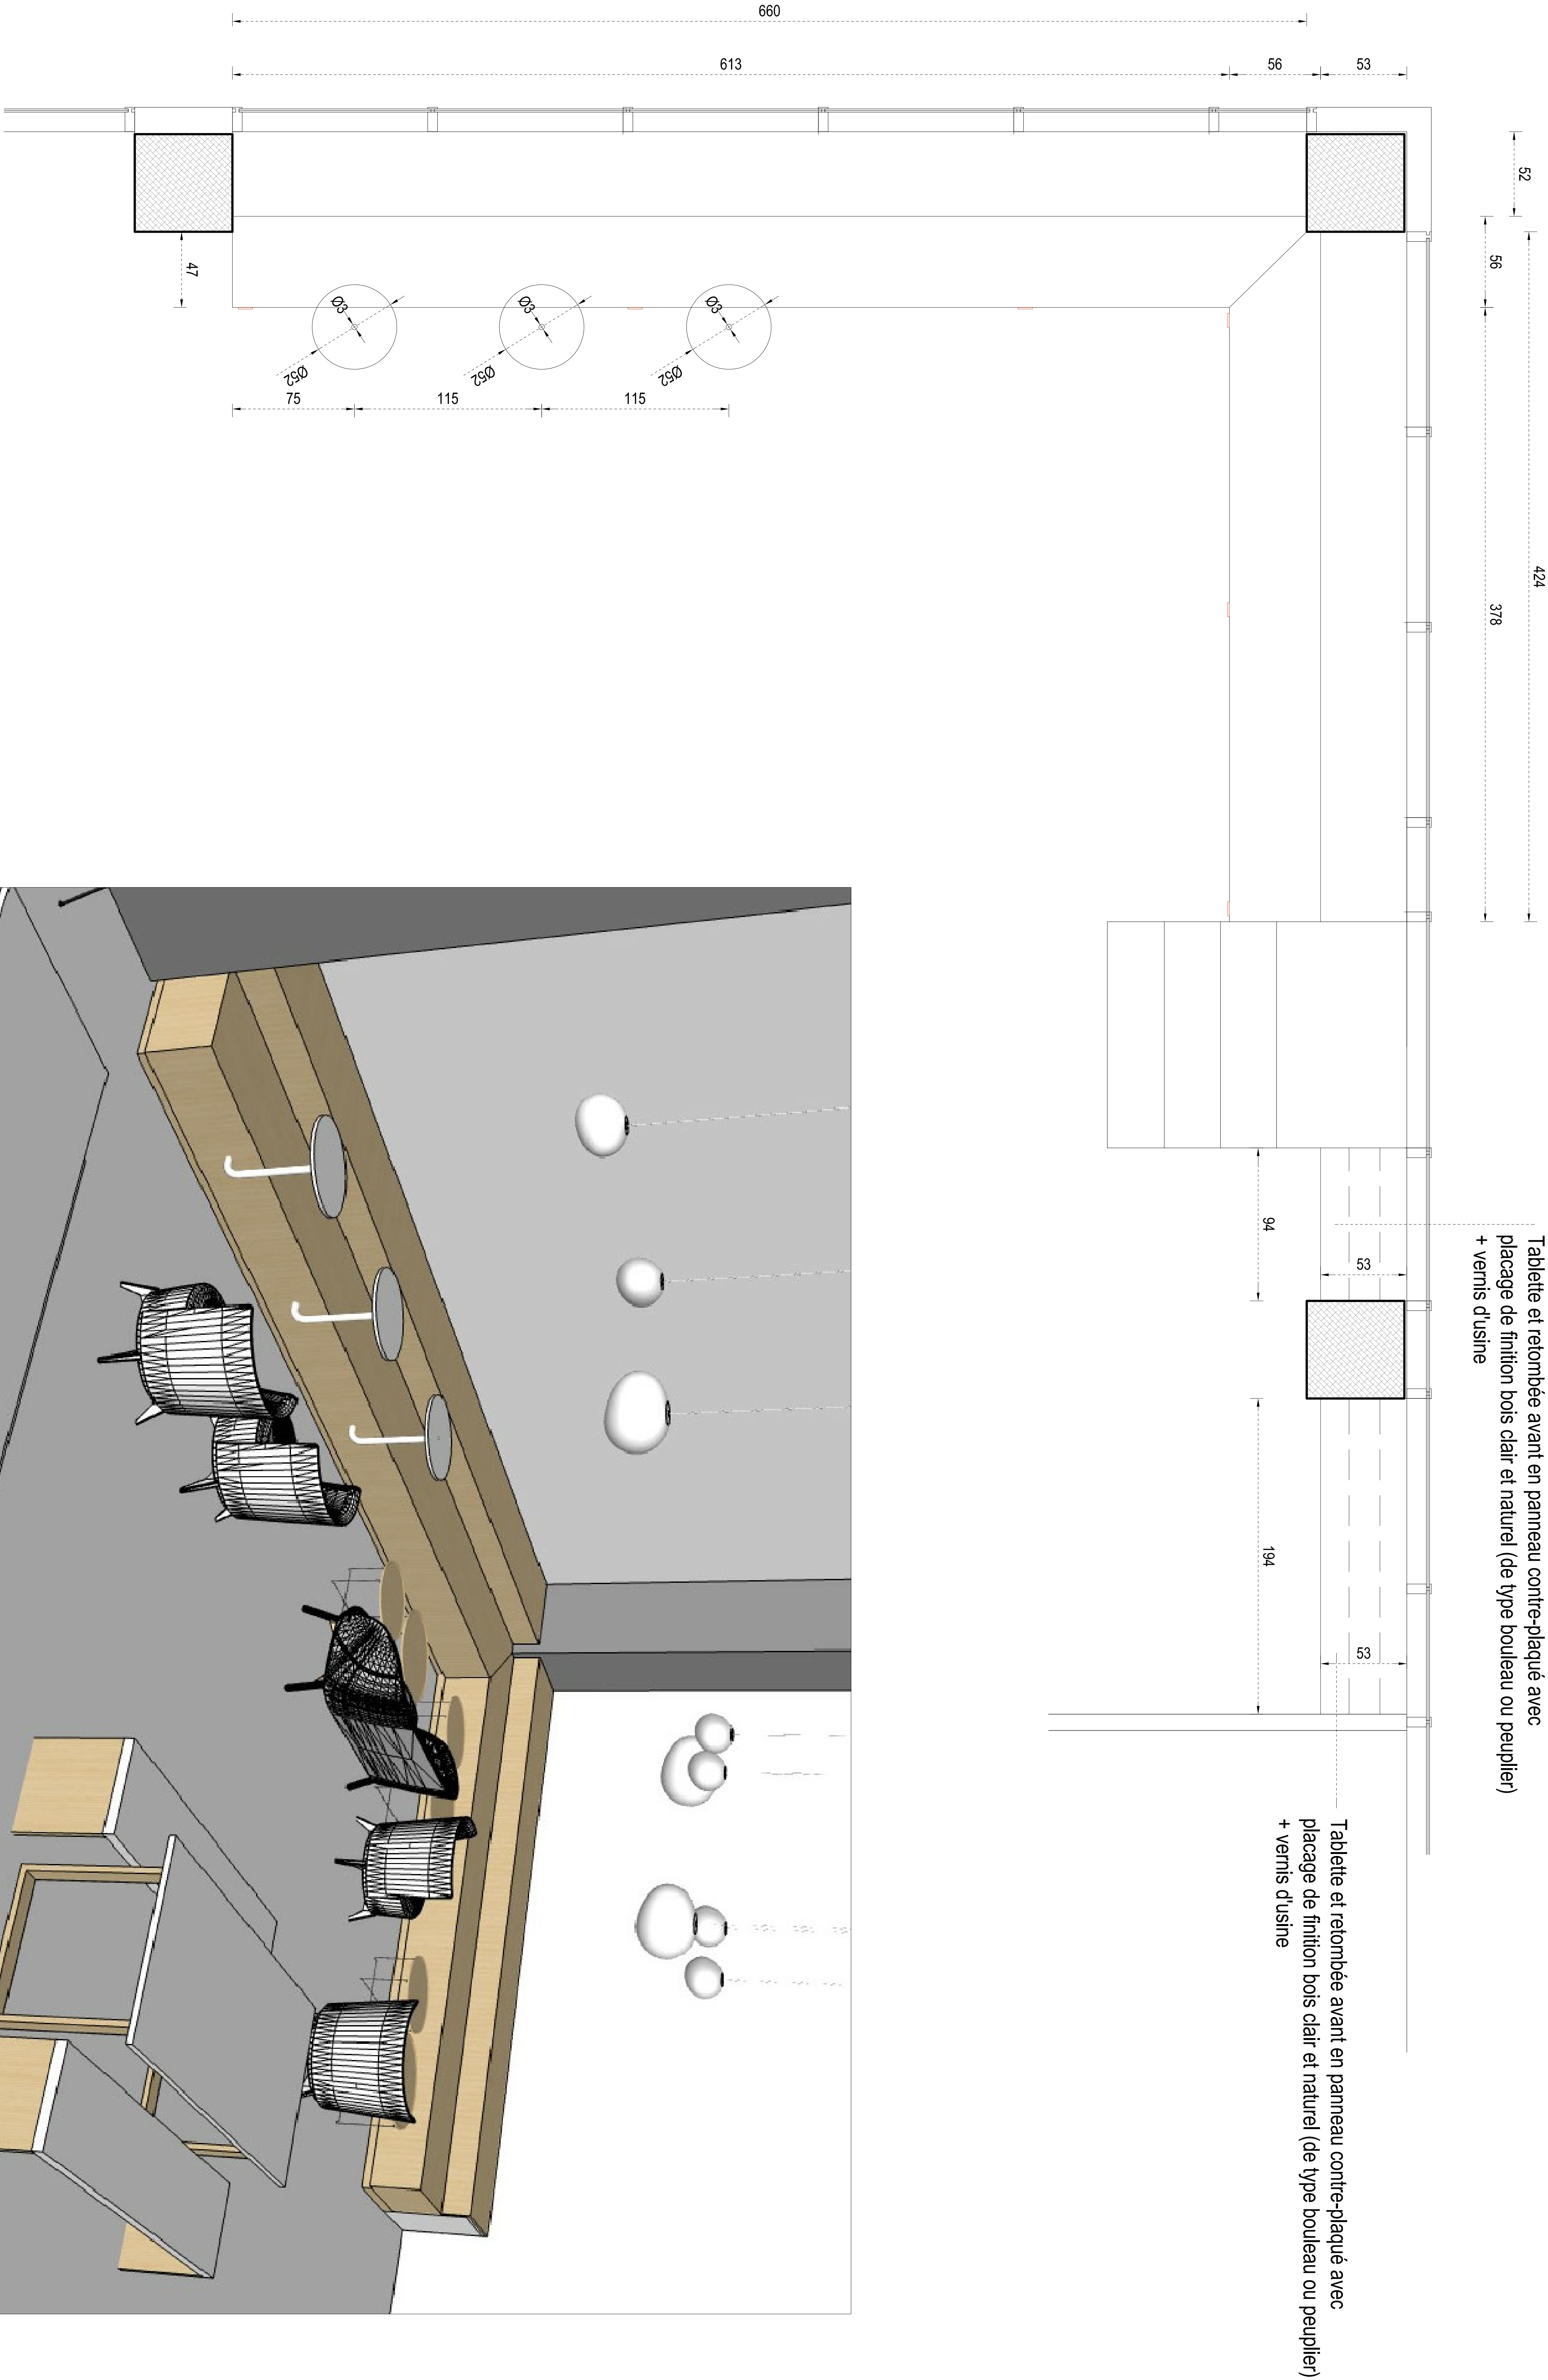 660
613
56
53
52
56
424
378
47
Ø3
Ø3
Ø3
Ø52
Ø52
Ø52
75
115
115
94
53
194
53
Tablette et retombée avant en panneau contre-plaqué avec
placage de finition bois clair et naturel (de type bouleau ou peuplier)
+ vernis d'usine
Tablette et retombée avant en panneau contre-plaqué avec
placage de finition bois clair et naturel (de type bouleau ou peuplier)
+ vernis d'usine